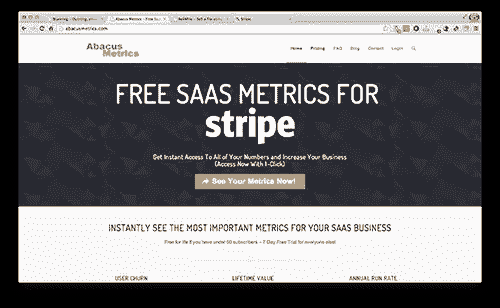 abacusmetrics.com
Abacus
Metrics
Home Pricing FAQ Blog Contact Login
FREE SAAS METRICS FOR
stripe
Get Instant Access To All of Your Numbers and Increase Your Business
(Access Now With 1-Click)
See Your Metrics Now!
INSTANTLY SEE THE MOST IMPORTANT METRICS FOR YOUR SAAS BUSINESS
Free for life if you have under 50 subscribers - 7 Day Free Trial for everyone else!
USER CHURN LIFETIME VALUE ANNUAL RUN RATE